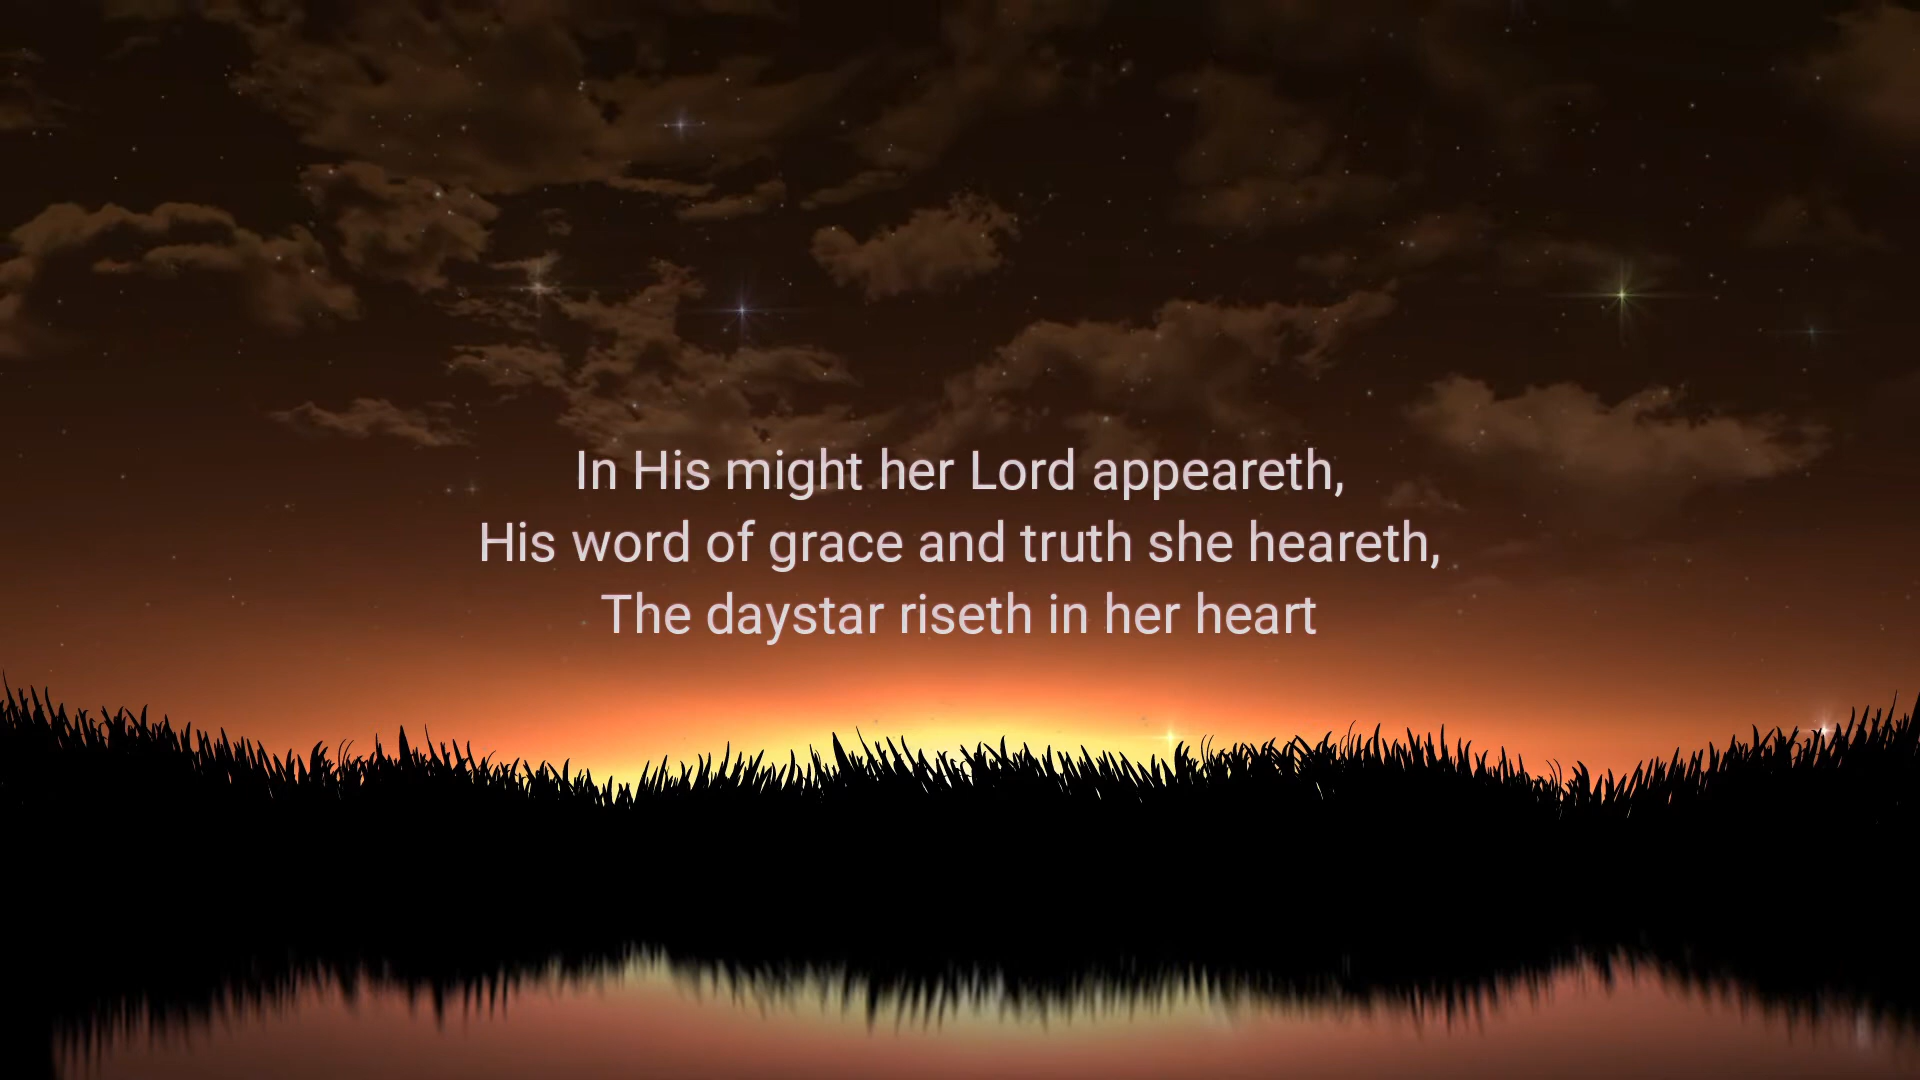 In His might her Lord appeareth,
His word of grace and truth she heareth,
The daystar riseth in her heart